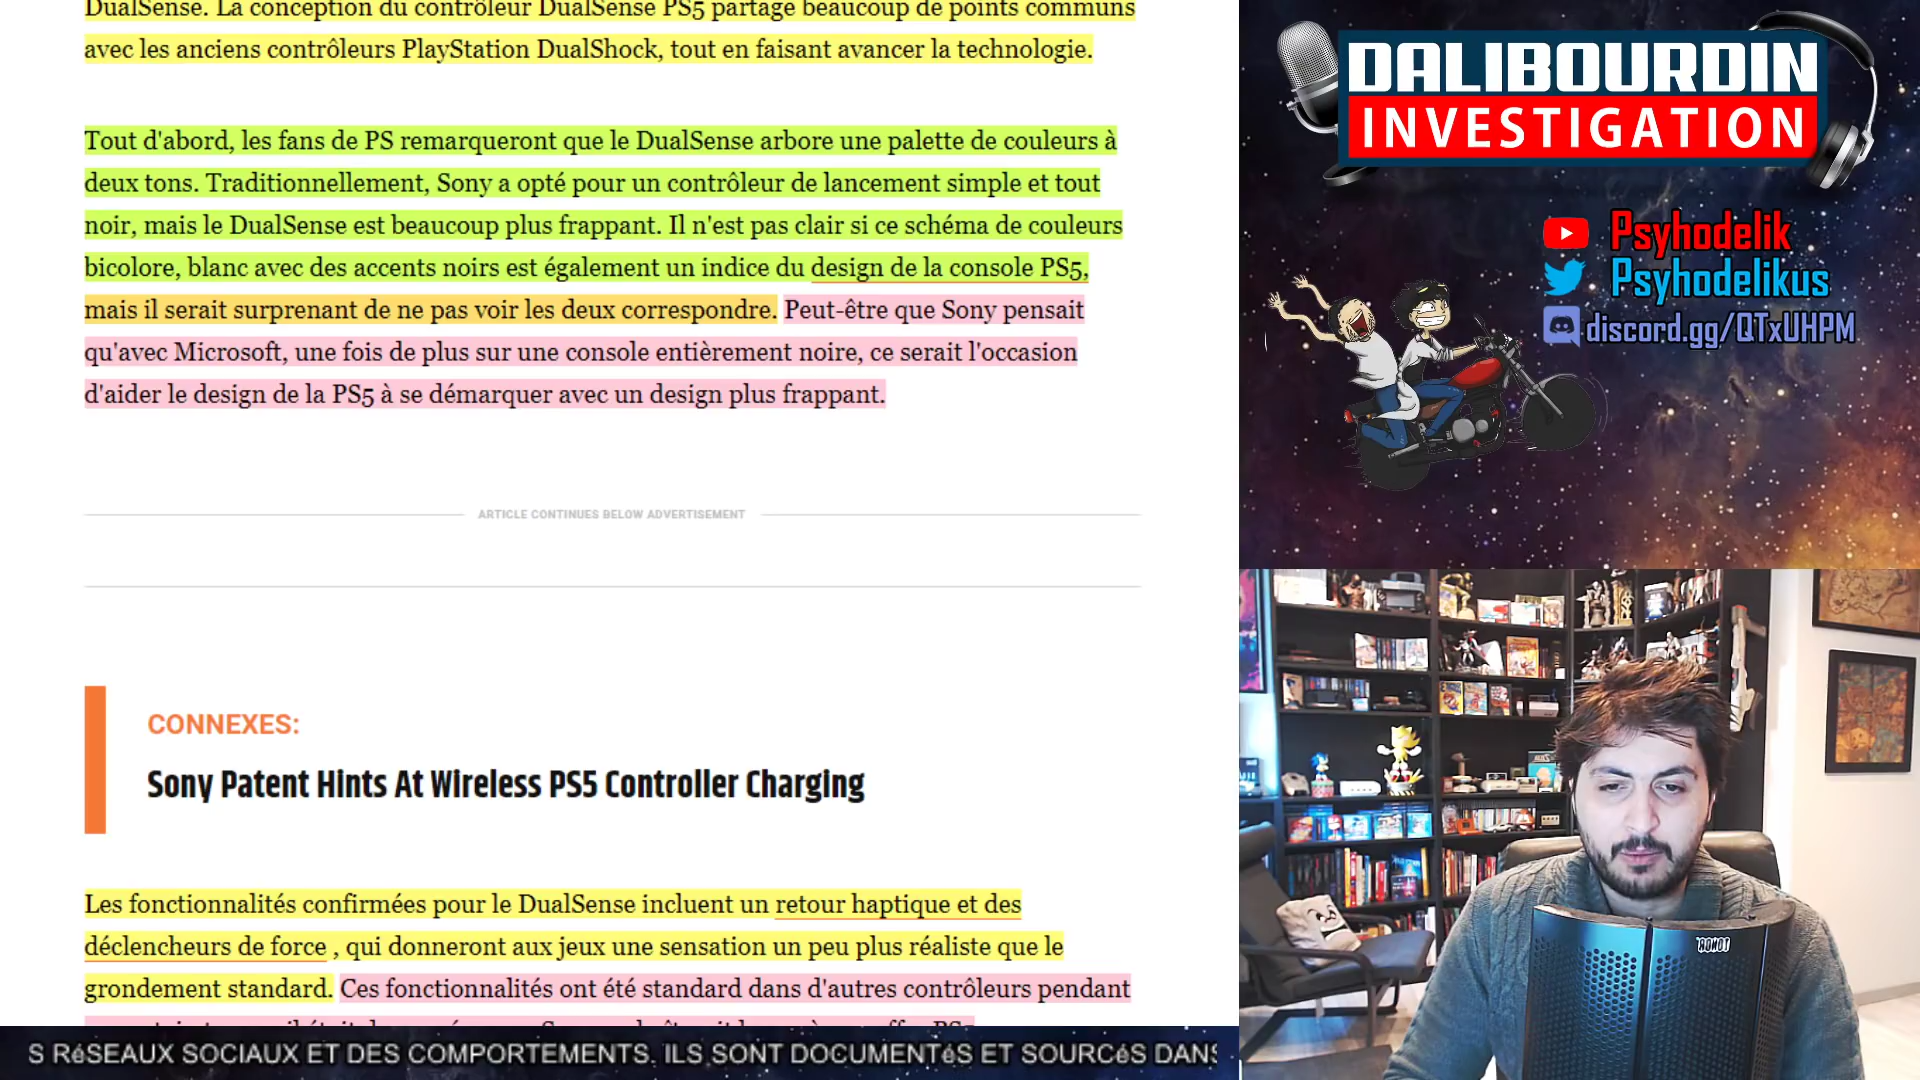 DualSense. La conception du contrôleur DualSense PS5 partage beaucoup de points communs
avec les anciens contrôleurs PlayStation DualShock, tout en faisant avancer la technologie.
Tout d'abord, les fans de PS remarqueront que le DualSense arbore une palette de couleurs à
deux tons. Traditionnellement, Sony a opté pour un contrôleur de lancement simple et tout
noir, mais le DualSense est beaucoup plus frappant. Il n'est pas clair si ce schéma de couleurs
bicolore, blanc avec des accents noirs est également un indice du design de la console PS5,
mais il serait surprenant de ne pas voir les deux correspondre. Peut-être que Sony pensait
qu'avec Microsoft, une fois de plus sur une console entièrement noire, ce serait l'occasion
d'aider le design de la PS5 à se démarquer avec un design plus frappant.
ARTICLE CONTINUES BELOW ADVERTISEMENT
CONNEXES:
Sony Patent Hints At Wireless PS5 Controller Charging
Les fonctionnalités confirmées pour le DualSense incluent un retour haptique et des
déclencheurs de force , qui donneront aux jeux une sensation un peu plus réaliste que le
grondement standard. Ces fonctionnalités ont été standard dans d'autres contrôleurs pendant
S RéSEAUX SOCIAUX ET DES COMPORTEMENTS. ILS SONT DOCUMENTéS ET SOURCéS DANS
DALIBOURDIN
INVESTIGATION
Psyhodelik
Psyhodelikus
discord.gg/QTxUHPM